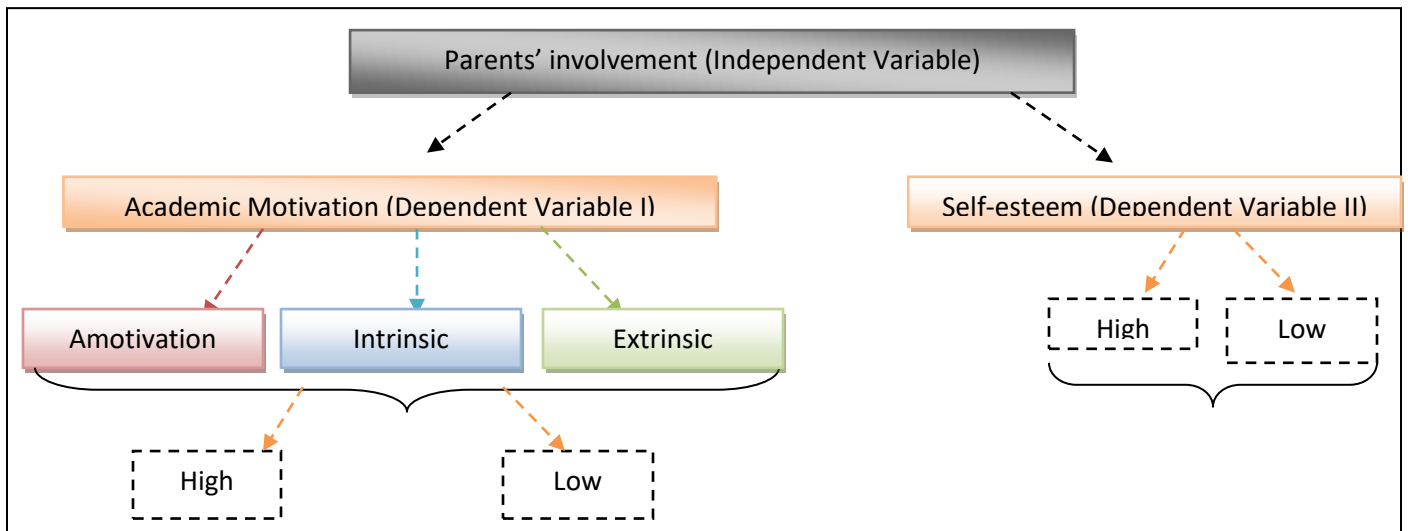 Parents’ involvement (Independent Variable)
Academic Motivation (Dependent Variable I)
Self-esteem (Dependent Variable II)
Amotivation
Intrinsic
Extrinsic
High
Low
High
Low